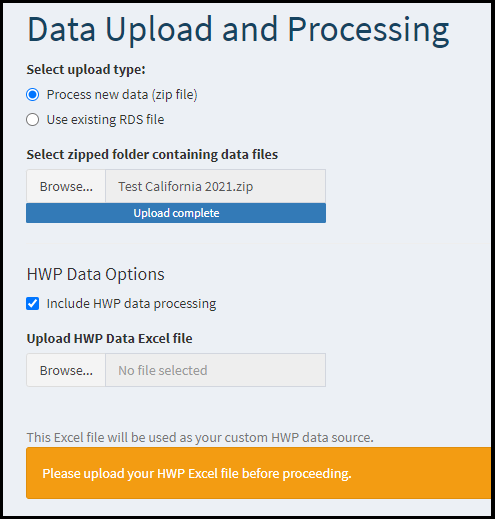 Data Upload and Processing
Select upload type:
Process new data (zip file)
Use existing RDS file
Select zipped folder containing data files
Browse... Test California 2021.zip
Upload complete
HWP Data Options
Include HWP data processing
Upload HWP Data Excel file
Browse... No file selected
This Excel file will be used as your custom HWP data source.
Please upload your HWP Excel file before proceeding.